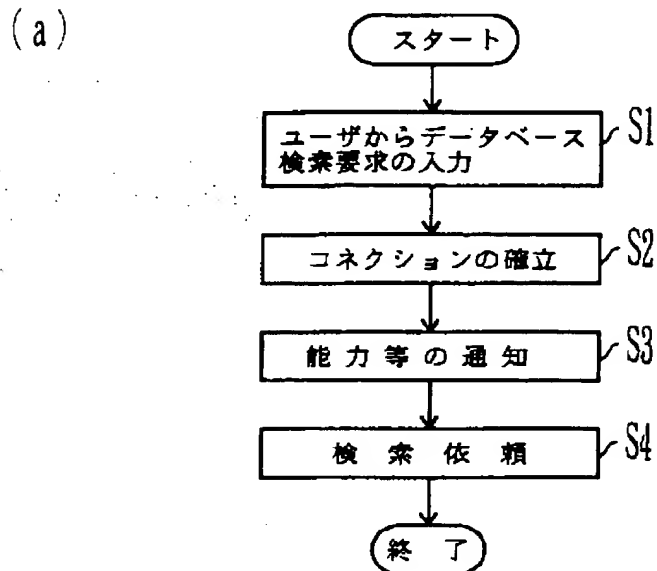 (a)
スタート
ユーザからデータベース
検索要求の入力
S1
コネクションの確立
S2
能力等の通知
S3
検索依頼
S4
終了